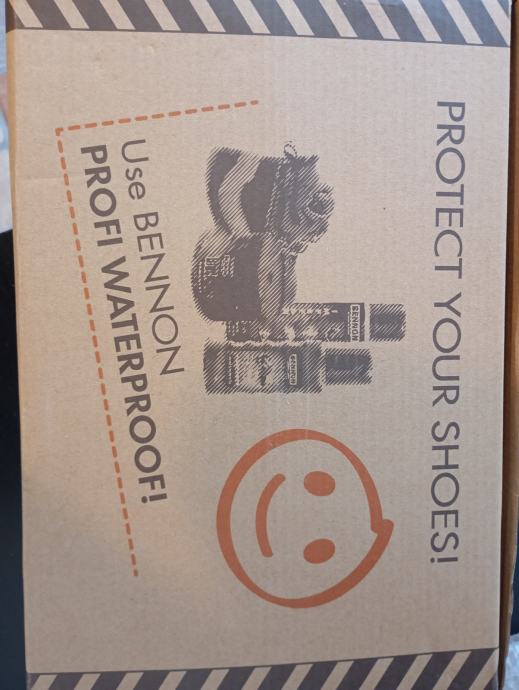 PROTECT YOUR SHOES!
BENNON
Use BENNON
PROFI WATERPROOF!